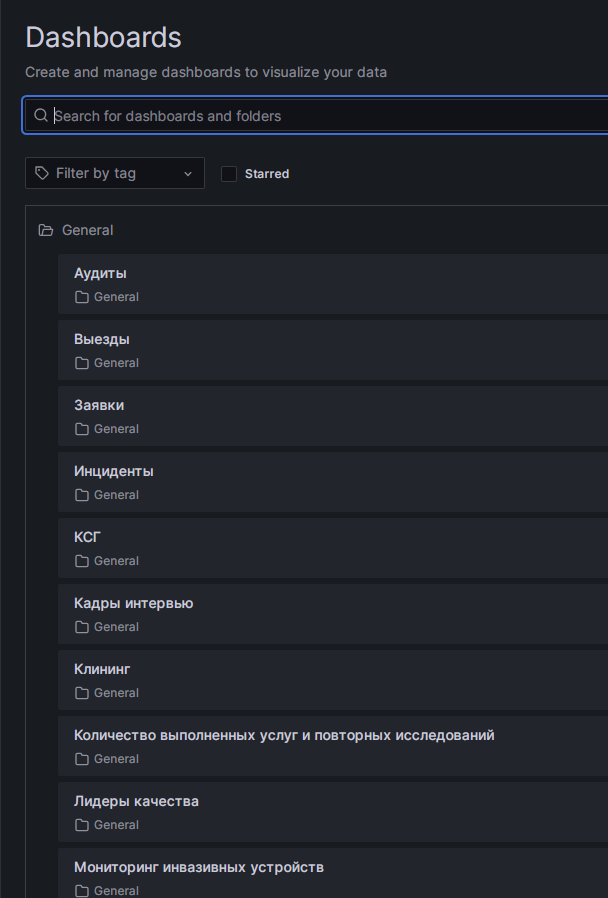 Dashboards
Create and manage dashboards to visualize your data
Search for dashboards and folders
Filter by tag
Starred
General
Аудиты
General
Выезды
General
Заявки
General
Инциденты
General
КСГ
General
Кадры интервью
General
Клининг
General
Количество выполненных услуг и повторных исследований
General
Лидеры качества
General
Мониторинг инвазивных устройств
General